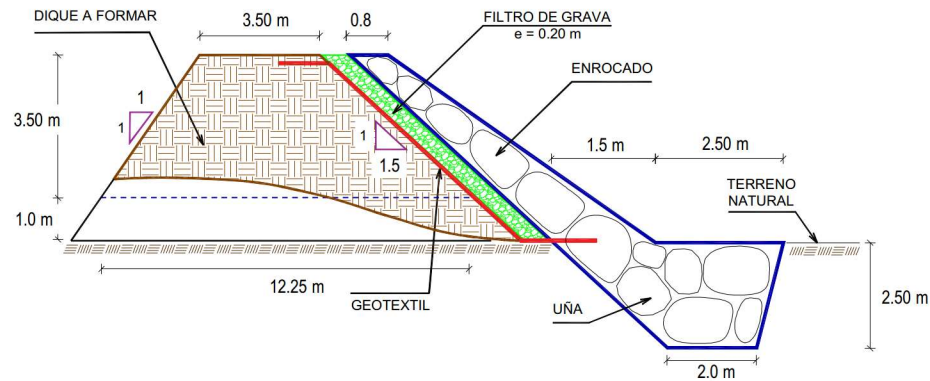 DIQUE A FORMAR
3.50 m
0.8
FILTRO DE GRAVA
e = 0.20 m
ENROCADO
1
1
3.50 m
1
1.5
1.5 m
2.50 m
TERRENO
NATURAL
1.0 m
12.25 m
GEOTEXTIL
UÑA
2.50 m
2.0 m